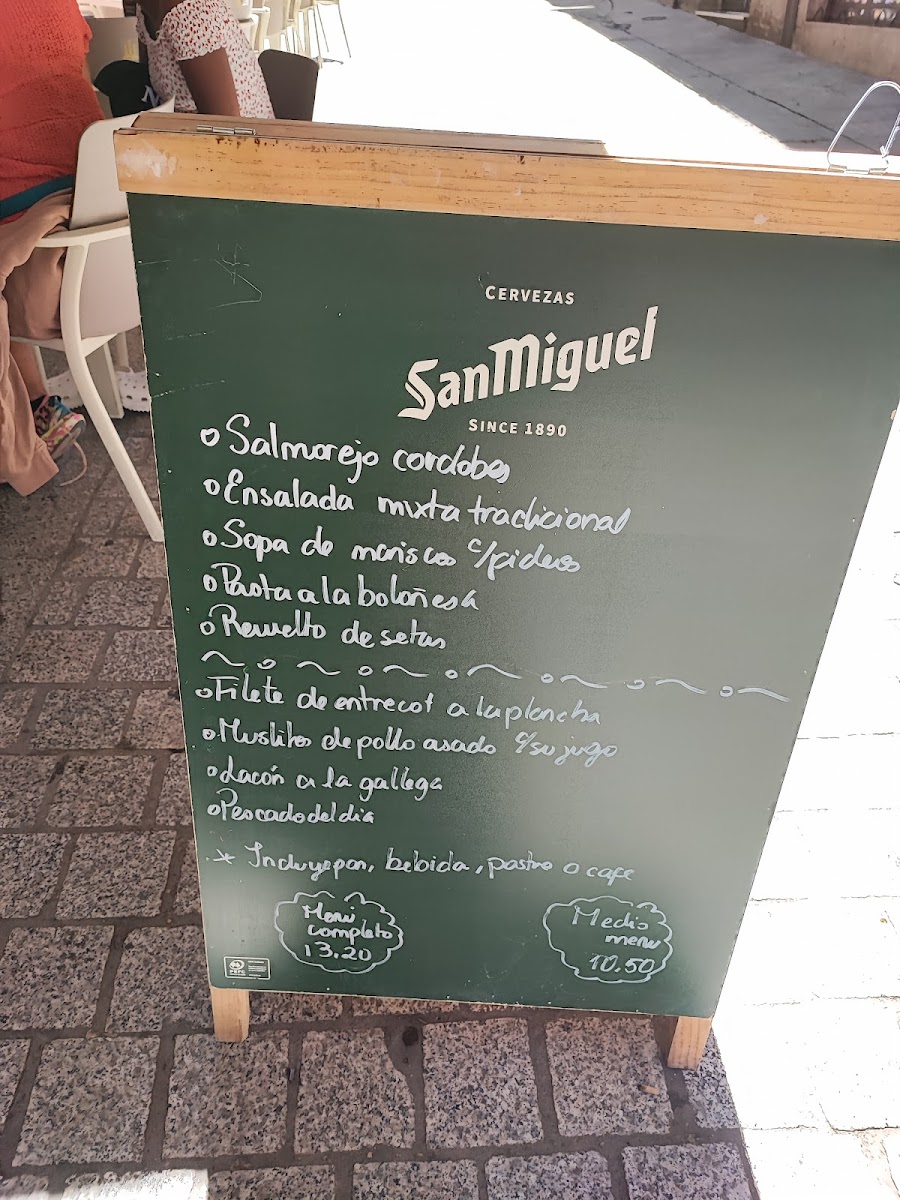 CERVEZAS
SanMiguel
SINCE 1890
Salmorejo cordobes
Ensalada mixta tradicional
Sopa de mariscos c/fideos
Pasta a la boloñesa
Revuelto de setas
Filete de entrecot a la plancha
Muslitos de pollo asado c/su jugo
Lacón a la gallega
Pescado del dia
* Incluye pan, bebida, postre o cafe
Menú
completo
13.20
Medio
menu
10.50
PEFC